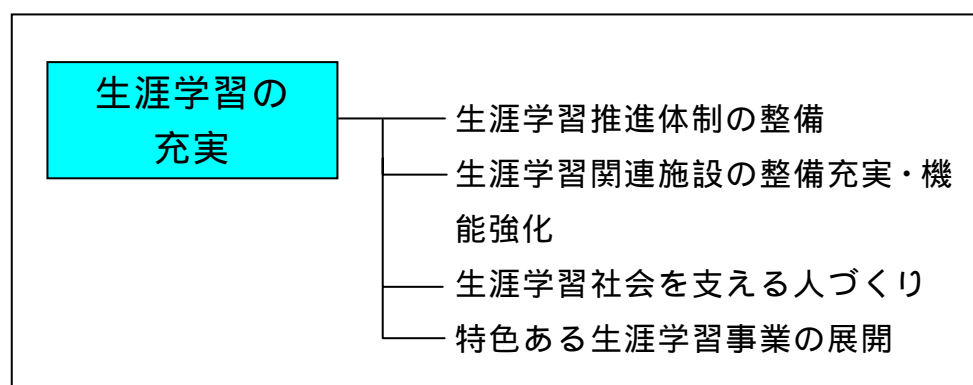 生涯学習の
充実
生涯学習推進体制の整備
生涯学習関連施設の整備充実・機
能強化
生涯学習社会を支える人づくり
特色ある生涯学習事業の展開